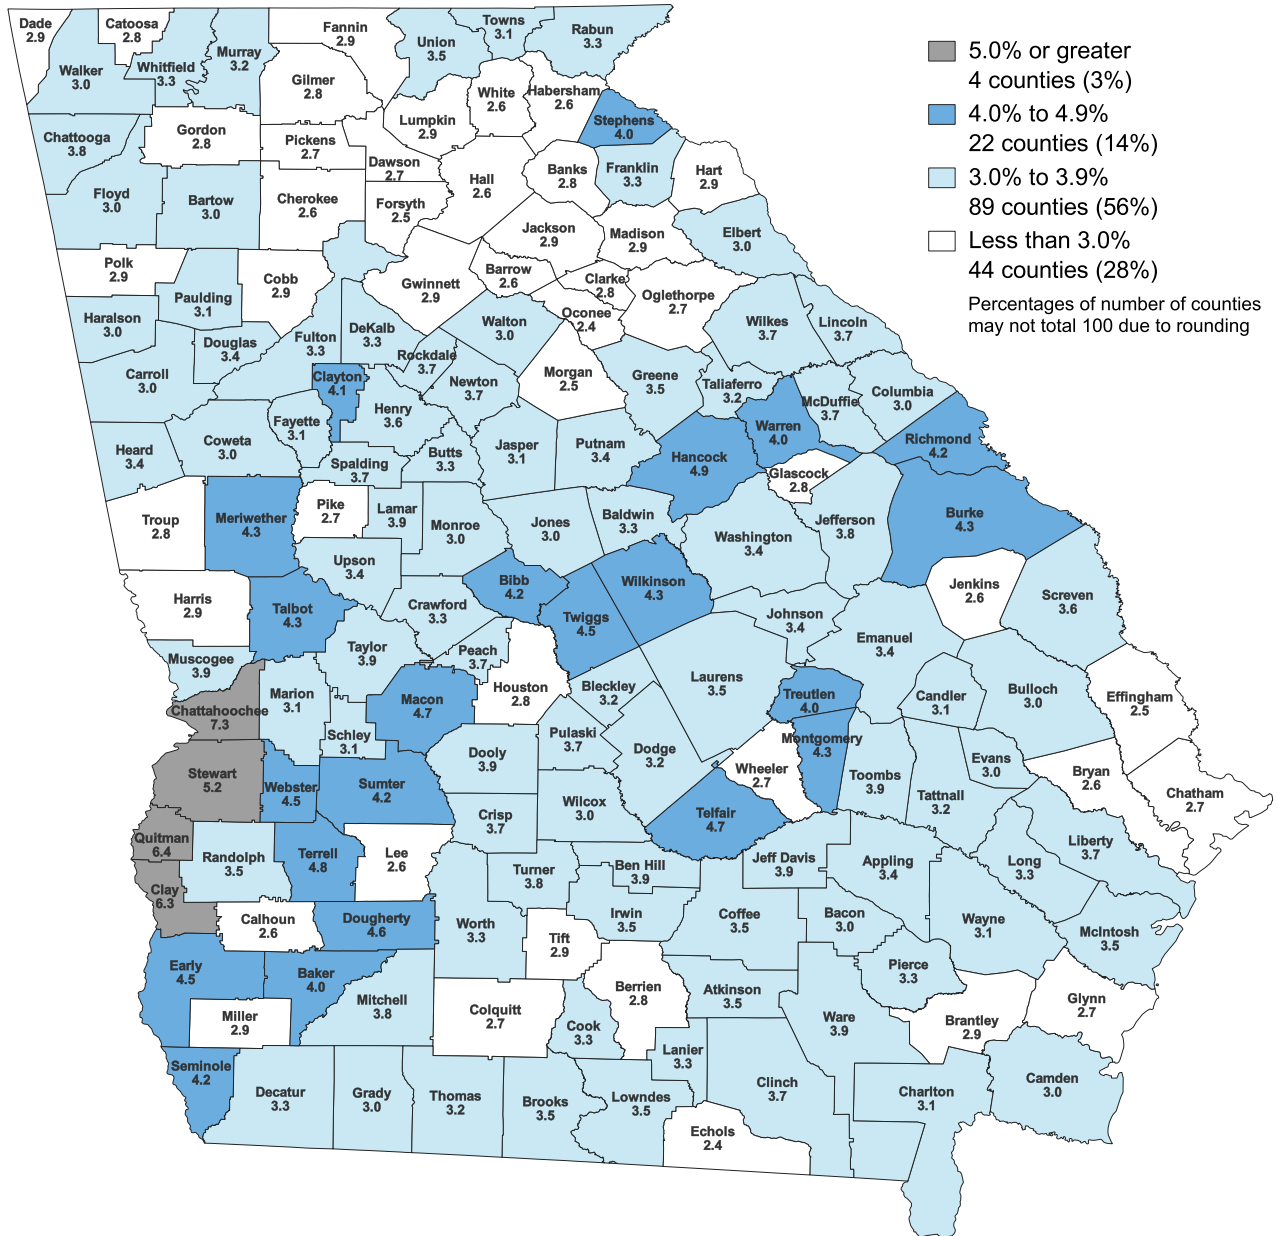 5.0% or greater
4 counties (3%)
4.0% to 4.9%
22 counties (14%)
3.0% to 3.9%
89 counties (56%)
Less than 3.0%
44 counties (28%)
Percentages of number of counties
may not total 100 due to rounding
Dade
2.9
Catoosa
2.8
Walker
3.0
Whitfield
3.3
Murray
3.2
Fannin
2.9
Gilmer
2.8
Union
3.5
Towns
3.1
Rabun
3.3
White
2.6
Habersham
2.6
Lumpkin
2.9
Stephens
4.0
Chattooga
3.8
Gordon
2.8
Pickens
2.7
Dawson
2.7
Hall
2.6
Banks
2.8
Franklin
3.3
Hart
2.9
Floyd
3.0
Bartow
3.0
Cherokee
2.6
Forsyth
2.5
Jackson
2.9
Madison
2.9
Elbert
3.0
Polk
2.9
Paulding
3.1
Cobb
2.9
Gwinnett
2.9
Barrow
2.6
Clarke
2.8
Oconee
2.4
Oglethorpe
2.7
Wilkes
3.7
Lincoln
3.7
Haralson
3.0
Douglas
3.4
Fulton
3.3
DeKalb
3.3
Rockdale
3.7
Walton
3.0
Carroll
3.0
Clayton
4.1
Henry
3.6
Newton
3.7
Morgan
2.5
Greene
3.5
Taliaferro
3.2
McDuffie
3.7
Columbia
3.0
Warren
4.0
Richmond
4.2
Heard
3.4
Coweta
3.0
Fayette
3.1
Spalding
3.7
Butts
3.3
Jasper
3.1
Putnam
3.4
Hancock
4.9
Glascock
2.8
Troup
2.8
Meriwether
4.3
Pike
2.7
Lamar
3.9
Monroe
3.0
Jones
3.0
Baldwin
3.3
Washington
3.4
Jefferson
3.8
Burke
4.3
Upson
3.4
Bibb
4.2
Wilkinson
4.3
Jenkins
2.6
Screven
3.6
Harris
2.9
Talbot
4.3
Crawford
3.3
Twiggs
4.5
Johnson
3.4
Emanuel
3.4
Muscogee
3.9
Taylor
3.9
Peach
3.7
Houston
2.8
Bleckley
3.2
Laurens
3.5
Treutlen
4.0
Candler
3.1
Bulloch
3.0
Effingham
2.5
Chattahoochee
7.3
Marion
3.1
Macon
4.7
Schley
3.1
Dooly
3.9
Pulaski
3.7
Dodge
3.2
Montgomery
4.3
Wheeler
2.7
Toombs
3.9
Tattnall
3.2
Evans
3.0
Bryan
2.6
Chatham
2.7
Stewart
5.2
Webster
4.5
Sumter
4.2
Crisp
3.7
Wilcox
3.0
Telfair
4.7
Quitman
6.4
Randolph
3.5
Terrell
4.8
Lee
2.6
Turner
3.8
Ben Hill
3.9
Jeff Davis
3.9
Appling
3.4
Long
3.3
Liberty
3.7
Clay
6.3
Calhoun
2.6
Dougherty
4.6
Worth
3.3
Tift
2.9
Irwin
3.5
Coffee
3.5
Bacon
3.0
Wayne
3.1
McIntosh
3.5
Early
4.5
Baker
4.0
Mitchell
3.8
Miller
2.9
Colquitt
2.7
Cook
3.3
Berrien
2.8
Atkinson
3.5
Ware
3.9
Pierce
3.3
Brantley
2.9
Glynn
2.7
Seminole
4.2
Decatur
3.3
Grady
3.0
Thomas
3.2
Brooks
3.5
Lowndes
3.5
Lanier
3.3
Clinch
3.7
Echols
2.4
Charlton
3.1
Camden
3.0